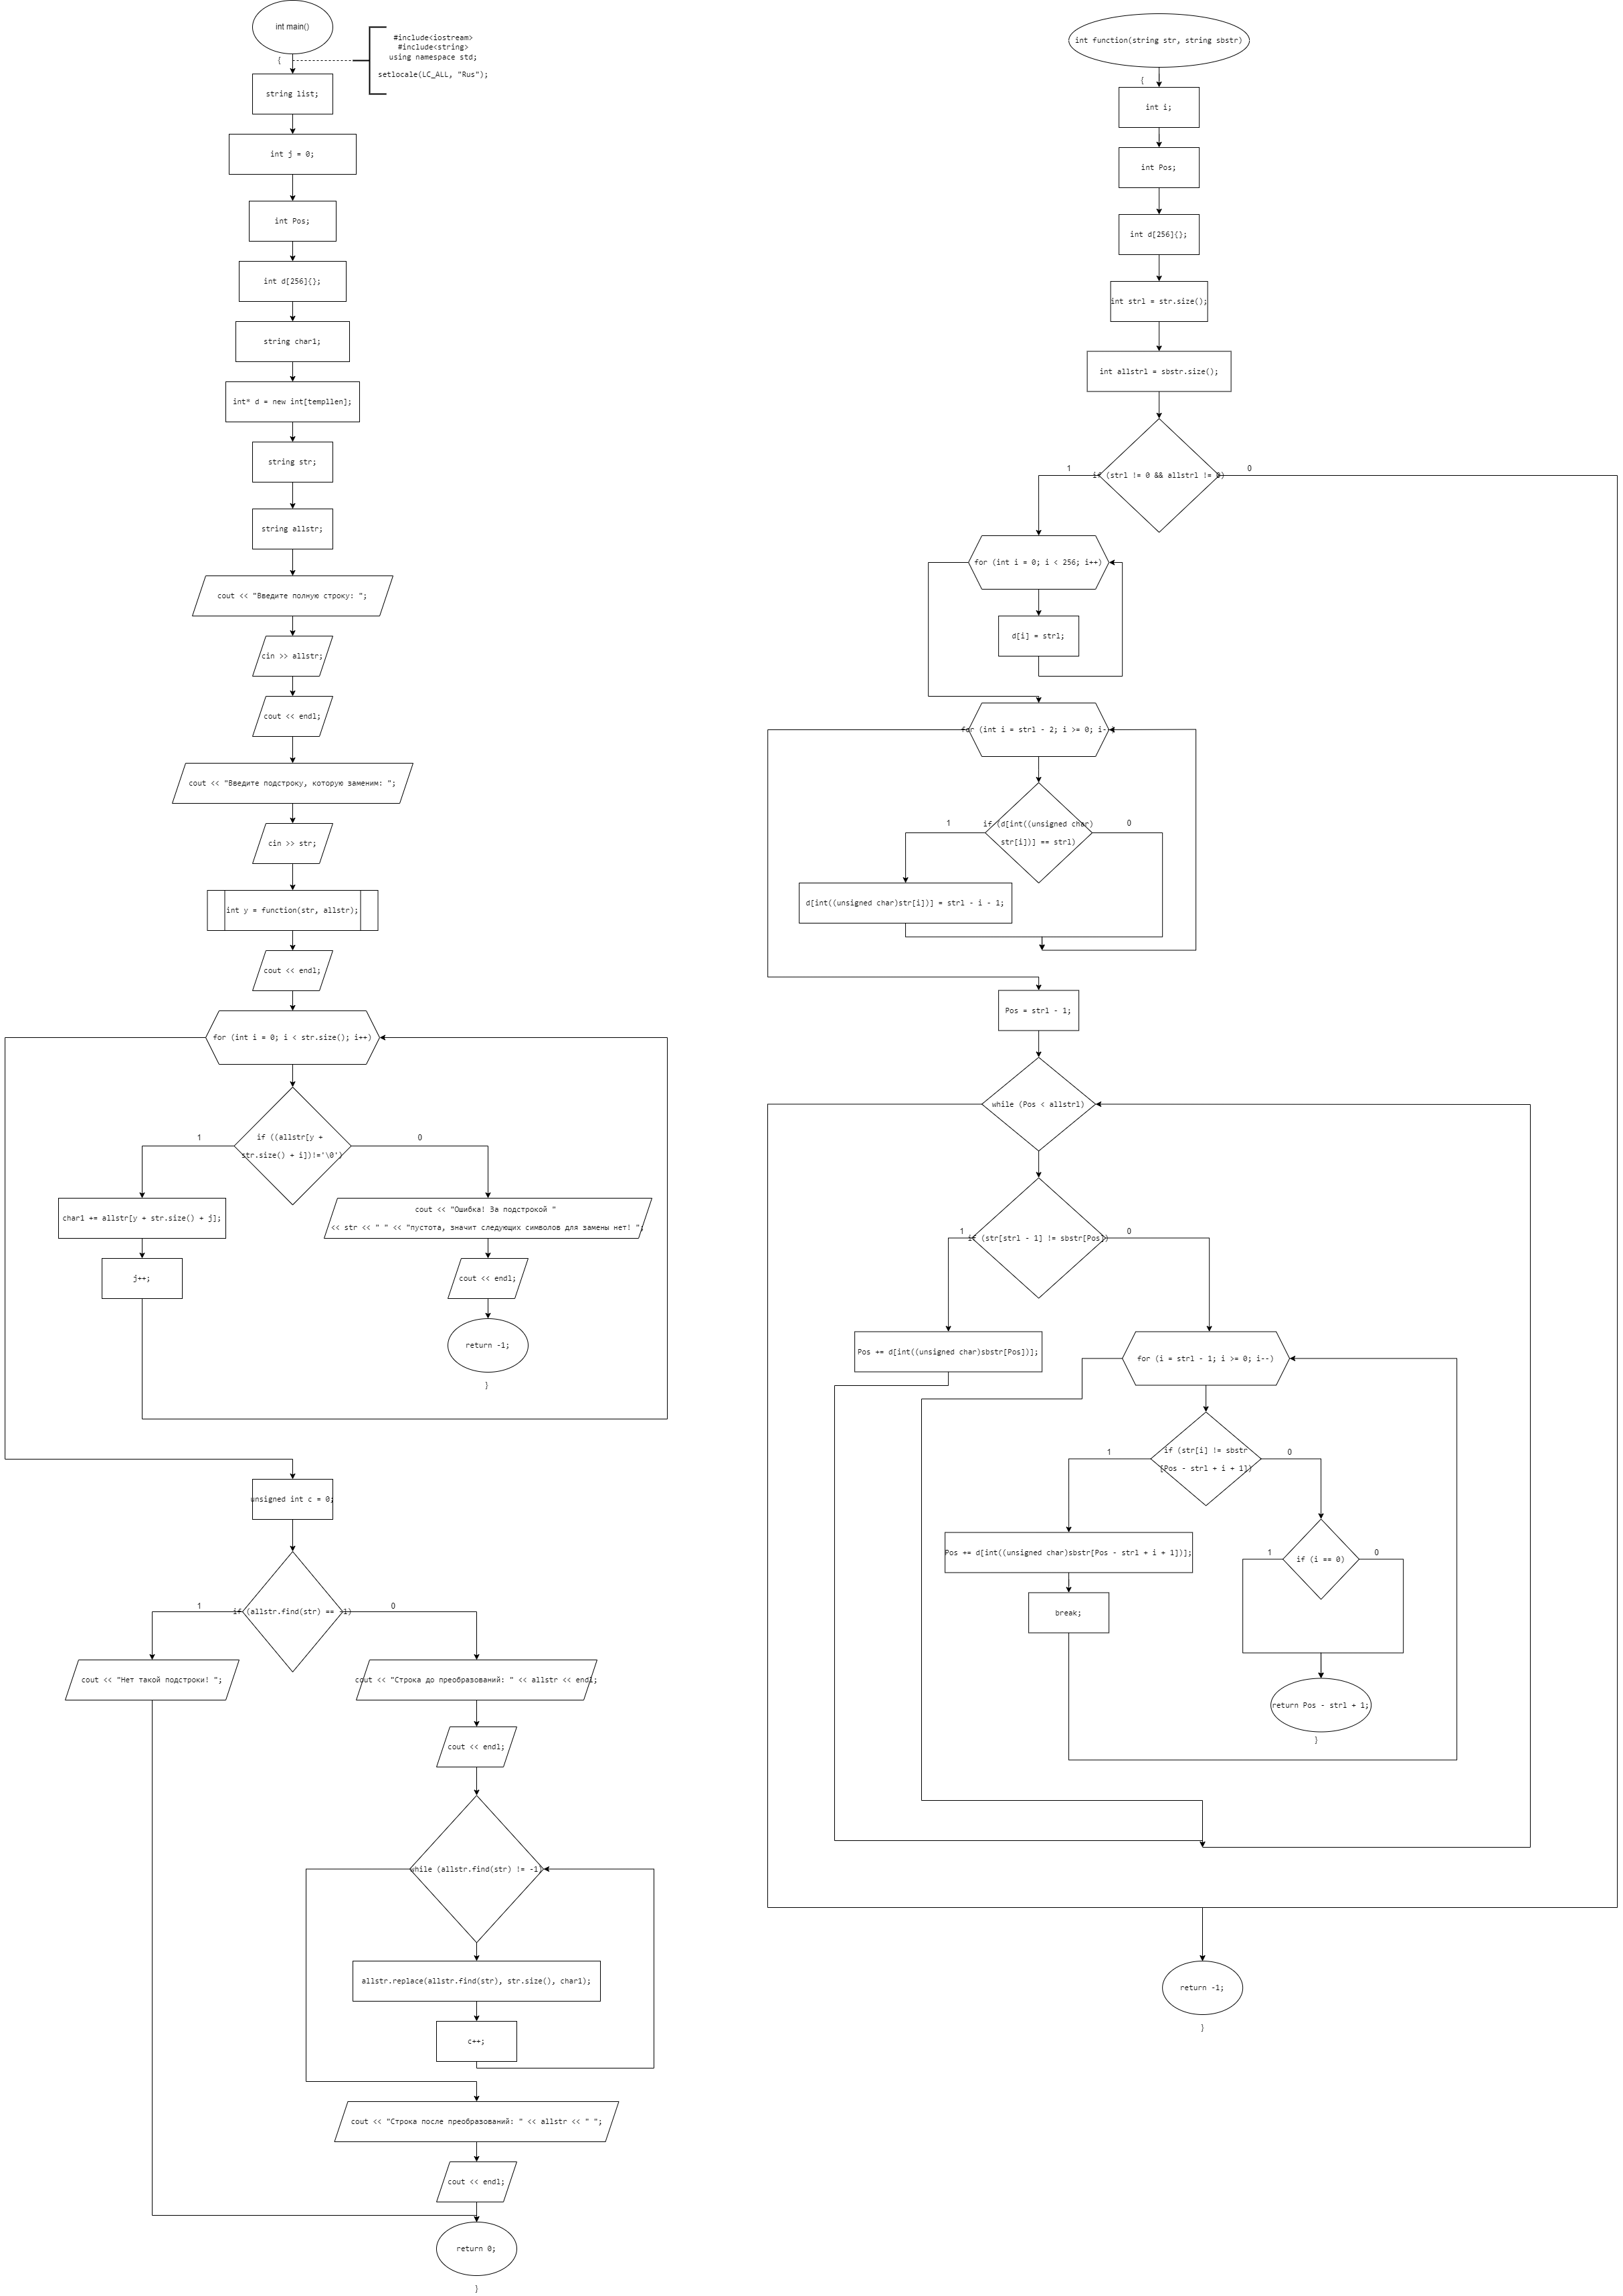 int main()
{
#include<iostream>
#include<string>
using namespace std;
setlocale(LC_ALL, "Rus");
string list;
int j = 0;
int Pos;
int d[256]{};
string char1;
int* d = new int[templlen];
string str;
string allstr;
cout << "Введите полную строку: ";
cin >> allstr;
cout << endl;
cout << "Введите подстроку, которую заменим: ";
cin >> str;
int y = function(str, allstr);
cout << endl;
for (int i = 0; i < str.size(); i++)
if ((allstr[y +
str.size() + i])!='\0')
1
0
char1 += allstr[y + str.size() + j];
j++;
cout << "Ошибка! За подстрокой "
<< str << " " << "пустота, значит следующих символов для замены нет! ";
cout << endl;
return -1;
}
unsigned int c = 0;
if (allstr.find(str) == -1)
1
0
cout << "Нет такой подстроки! ";
cout << "Строка до преобразований: " << allstr << endl;
cout << endl;
while (allstr.find(str) != -1)
allstr.replace(allstr.find(str), str.size(), char1);
c++;
cout << "Строка после преобразований: " << allstr << " ";
cout << endl;
return 0;
}
int function(string str, string sbstr)
{
int i;
int Pos;
int d[256]{};
int strl = str.size();
int allstrl = sbstr.size();
if (strl != 0 && allstrl != 0)
1
0
for (int i = 0; i < 256; i++)
d[i] = strl;
for (int i = strl - 2; i >= 0; i--)
if (d[int((unsigned char)
str[i])] == strl)
1
0
d[int((unsigned char)str[i])] = strl - i - 1;
Pos = strl - 1;
while (Pos < allstrl)
if (str[strl - 1] != sbstr[Pos])
1
0
Pos += d[int((unsigned char)sbstr[Pos])];
for (i = strl - 1; i >= 0; i--)
if (str[i] != sbstr
[Pos - strl + i + 1])
1
0
Pos += d[int((unsigned char)sbstr[Pos - strl + i + 1])];
break;
if (i == 0)
1
0
return Pos - strl + 1;
}
return -1;
}